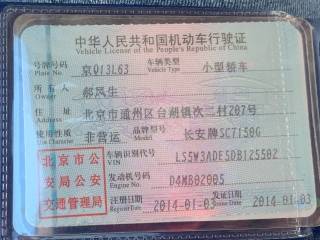 中华人民共和国机动车行驶证
Vehicle License of the People's Republic of China
号牌号码 京Q13L63 车辆类型 小型轿车
Plate No. Vehicle Type
所有人 郝凤生
Owner
住址 北京市通州区台湖镇次二村207号
Address
使用性质 非营运 品牌型号 长安牌SC7150G
Use Character Model
北京市公
安局公安
交通管理局
车辆识别代号 LS5W3ADE5DB125502
VIN
发动机号码 D4MB02005
Engine No.
注册日期 2014-01-03 发证日期 2014-01-03
Register Date Issue Date